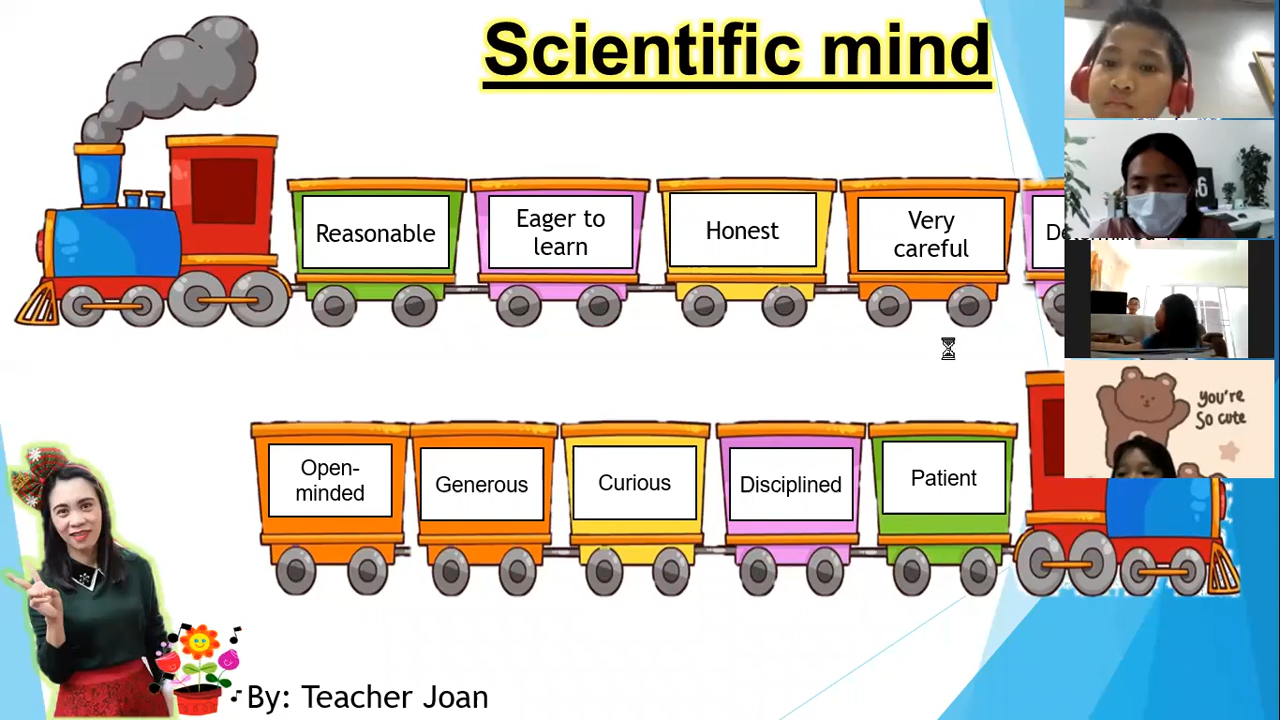 Scientific mind
Reasonable
Eager to
learn
Honest
Very
careful
you're
So cute
Open-
minded
Generous
Curious
Disciplined
Patient
By: Teacher Joan